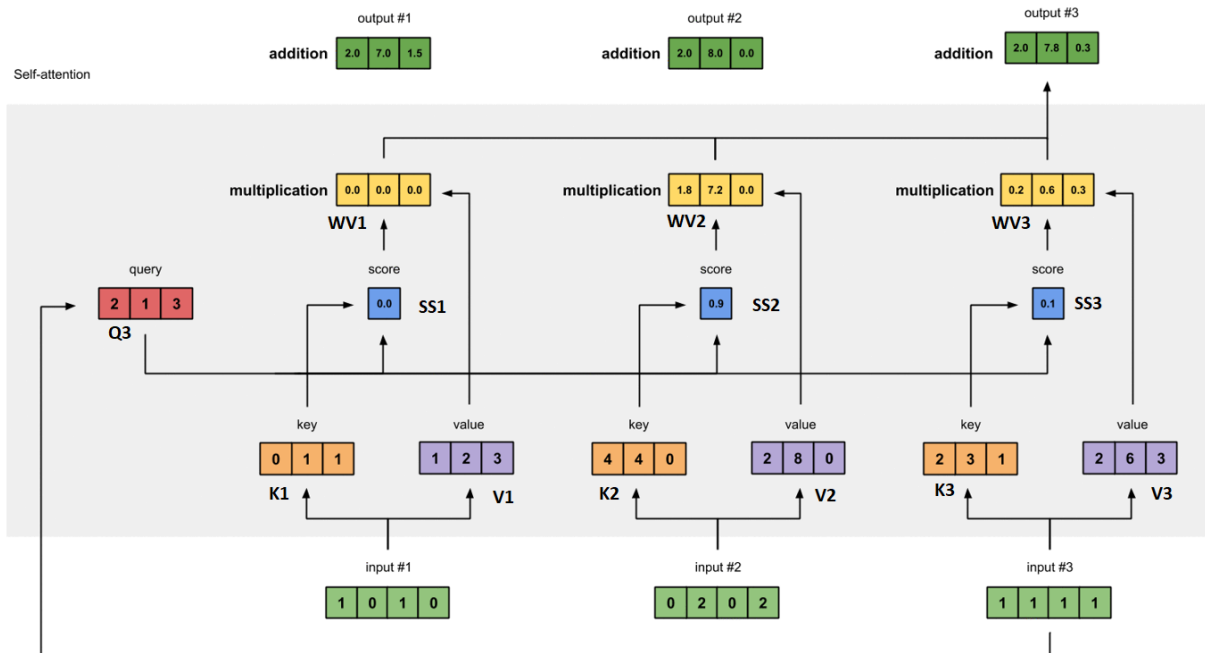 output #1 output #2 output #3
addition 2.0 7.0 1.5 addition 2.0 8.0 0.0 addition 2.0 7.8 0.3
Self-attention
multiplication 0.0 0.0 0.0 multiplication 1.8 7.2 0.0 multiplication 0.2 0.6 0.3
WV1 WV2 WV3
query score score score
2 1 3 0.0 SS1 0.9 SS2 0.1 SS3
Q3
key value key value key value
0 1 1 1 2 3 4 4 0 2 8 0 2 3 1 2 6 3
K1 V1 K2 V2 K3 V3
input #1 input #2 input #3
1 0 1 0 0 2 0 2 1 1 1 1